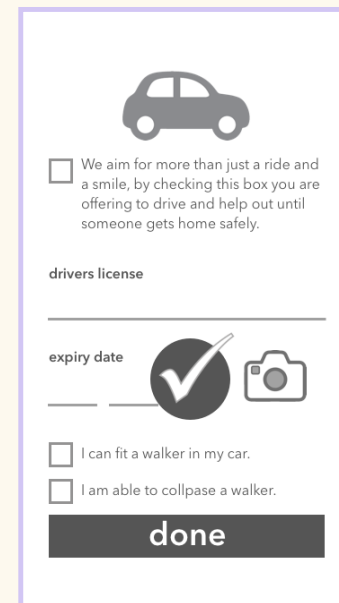 We aim for more than just a ride and
a smile, by checking this box you are
offering to drive and help out until
someone gets home safely.
drivers license
expiry date
I can fit a walker in my car.
I am able to collpase a walker.
done